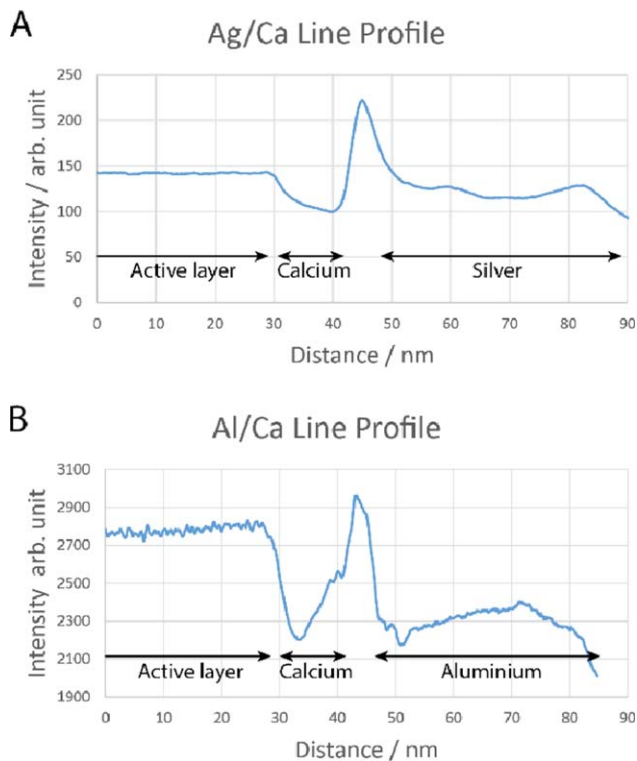 A
Ag/Ca Line Profile
Intensity / arb. unit
250
200
150
100
50
0
Active layer Calcium Silver
0 10 20 30 40 50 60 70 80 90
Distance / nm
B
Al/Ca Line Profile
Intensity arb. unit
3100
2900
2700
2500
2300
2100
1900
Active layer Calcium Aluminium
0 10 20 30 40 50 60 70 80 90
Distance / nm